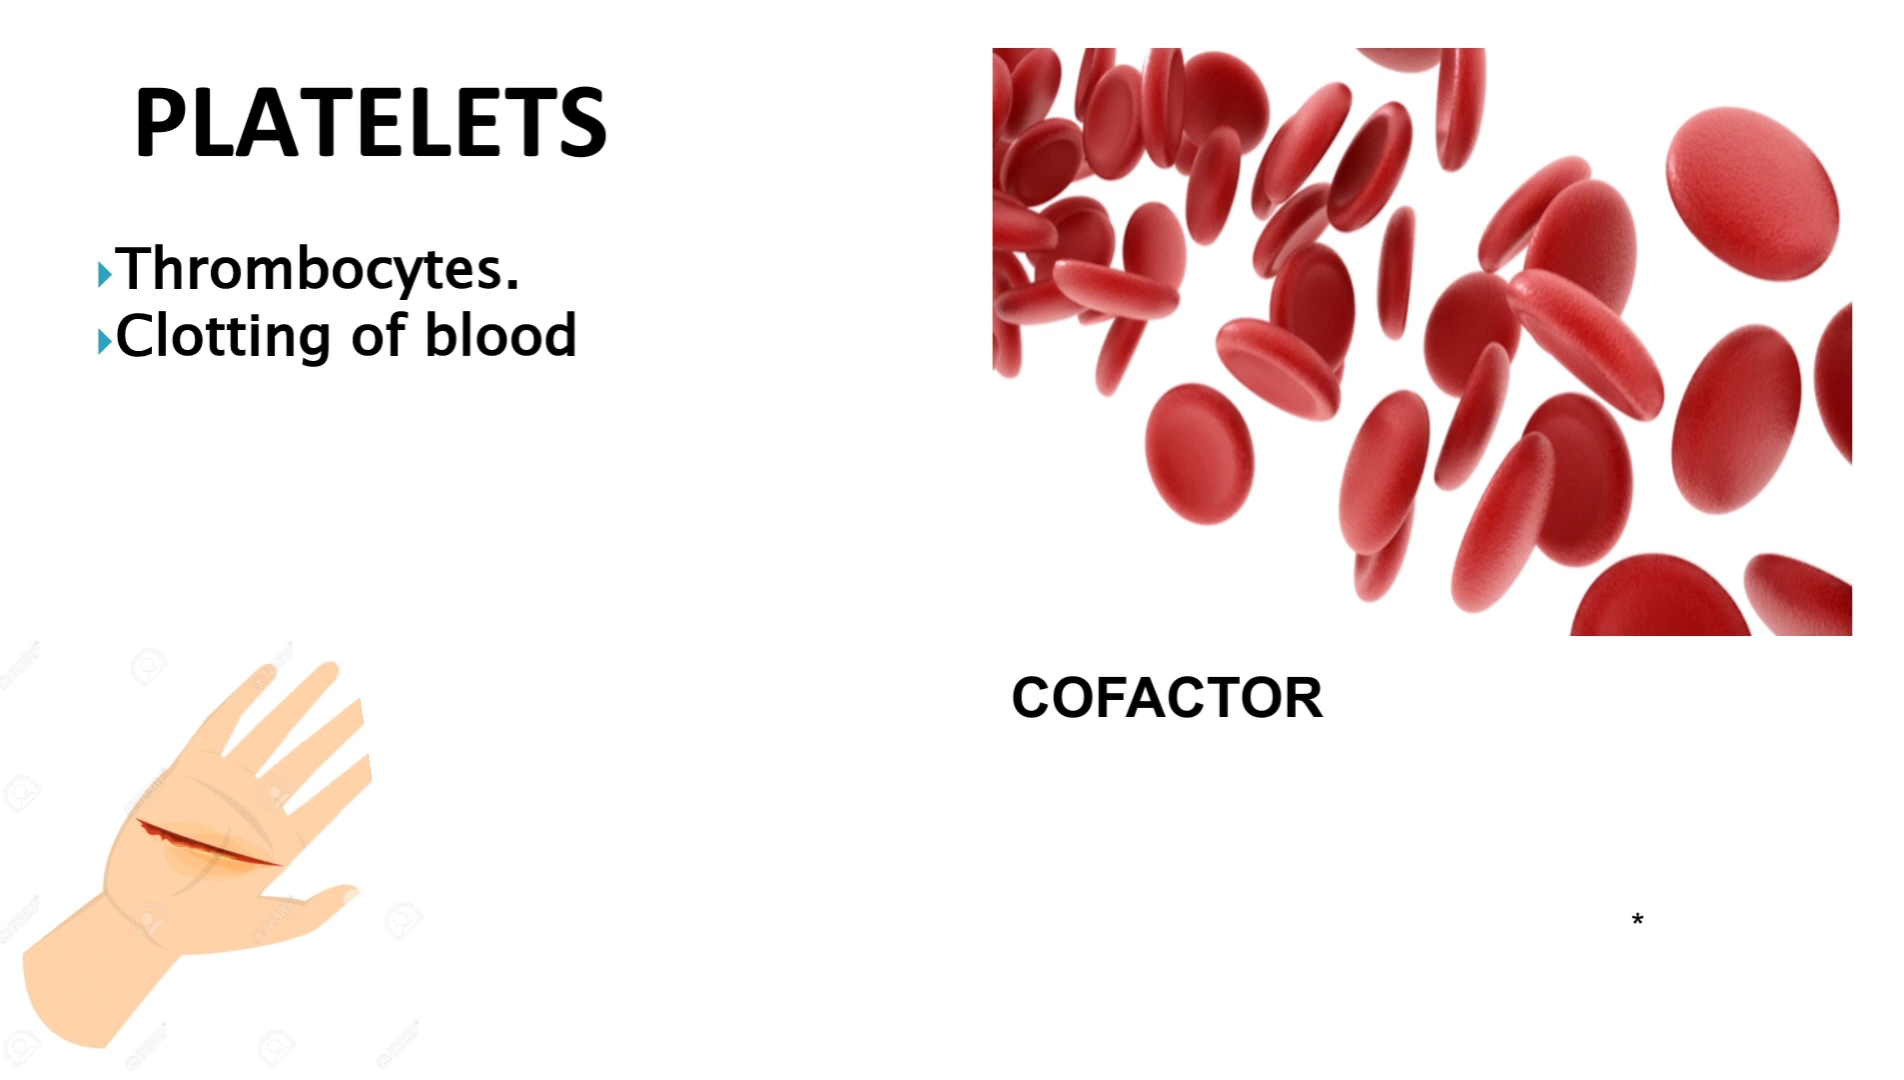 PLATELETS
Thrombocytes.
Clotting of blood
COFACTOR
*